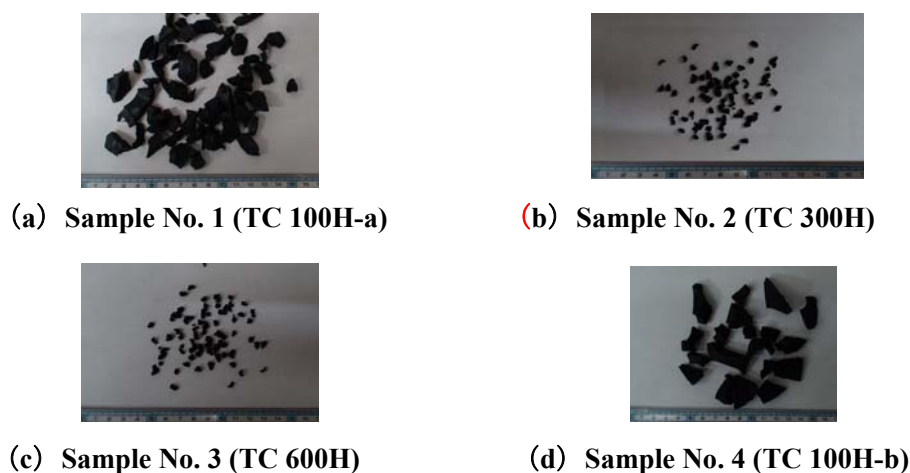 （a） Sample No. 1 (TC 100H-a)
（b） Sample No. 2 (TC 300H)
（c） Sample No. 3 (TC 600H)
（d） Sample No. 4 (TC 100H-b)